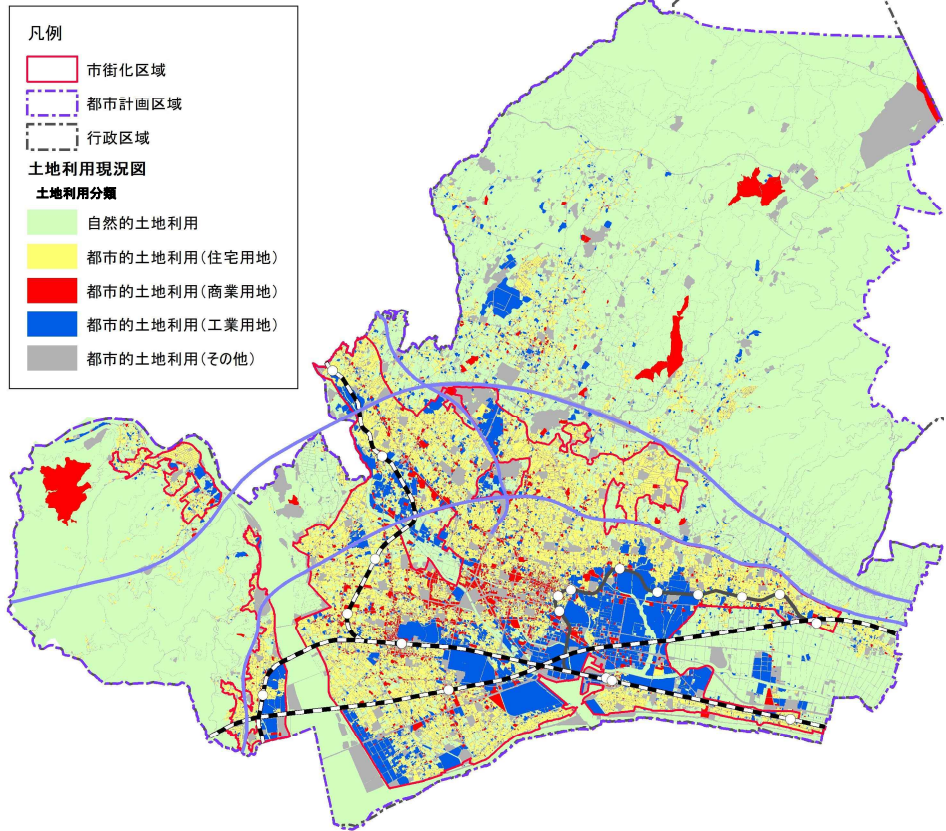 凡例
市街化区域
都市計画区域
行政区域
土地利用現況図
土地利用分類
自然的土地利用
都市的土地利用(住宅用地)
都市的土地利用(商業用地)
都市的土地利用(工業用地)
都市的土地利用(その他)